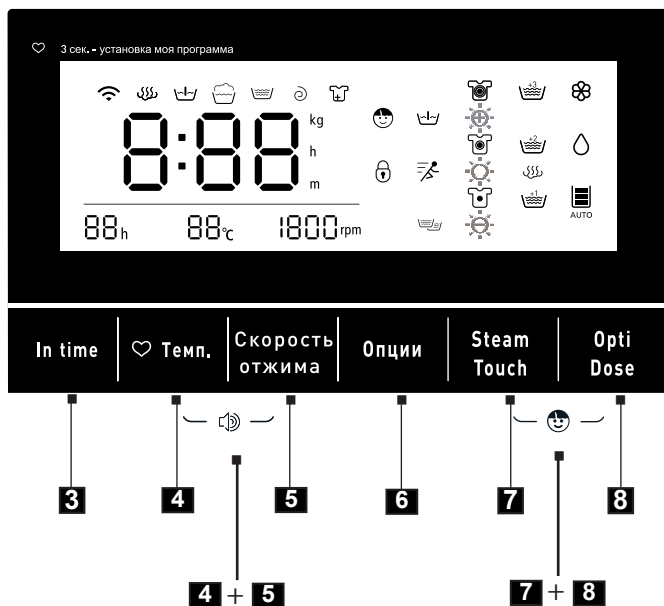 3 сек. - установка моя программа
+3
8:88 kg
h
+2
m
+1
AUTO
88h 88°C 1800rpm
In time
Темп.
Скорость
отжима
Опции
Steam
Touch
Opti
Dose
3
4
5
6
7
8
4 + 5
7 + 8